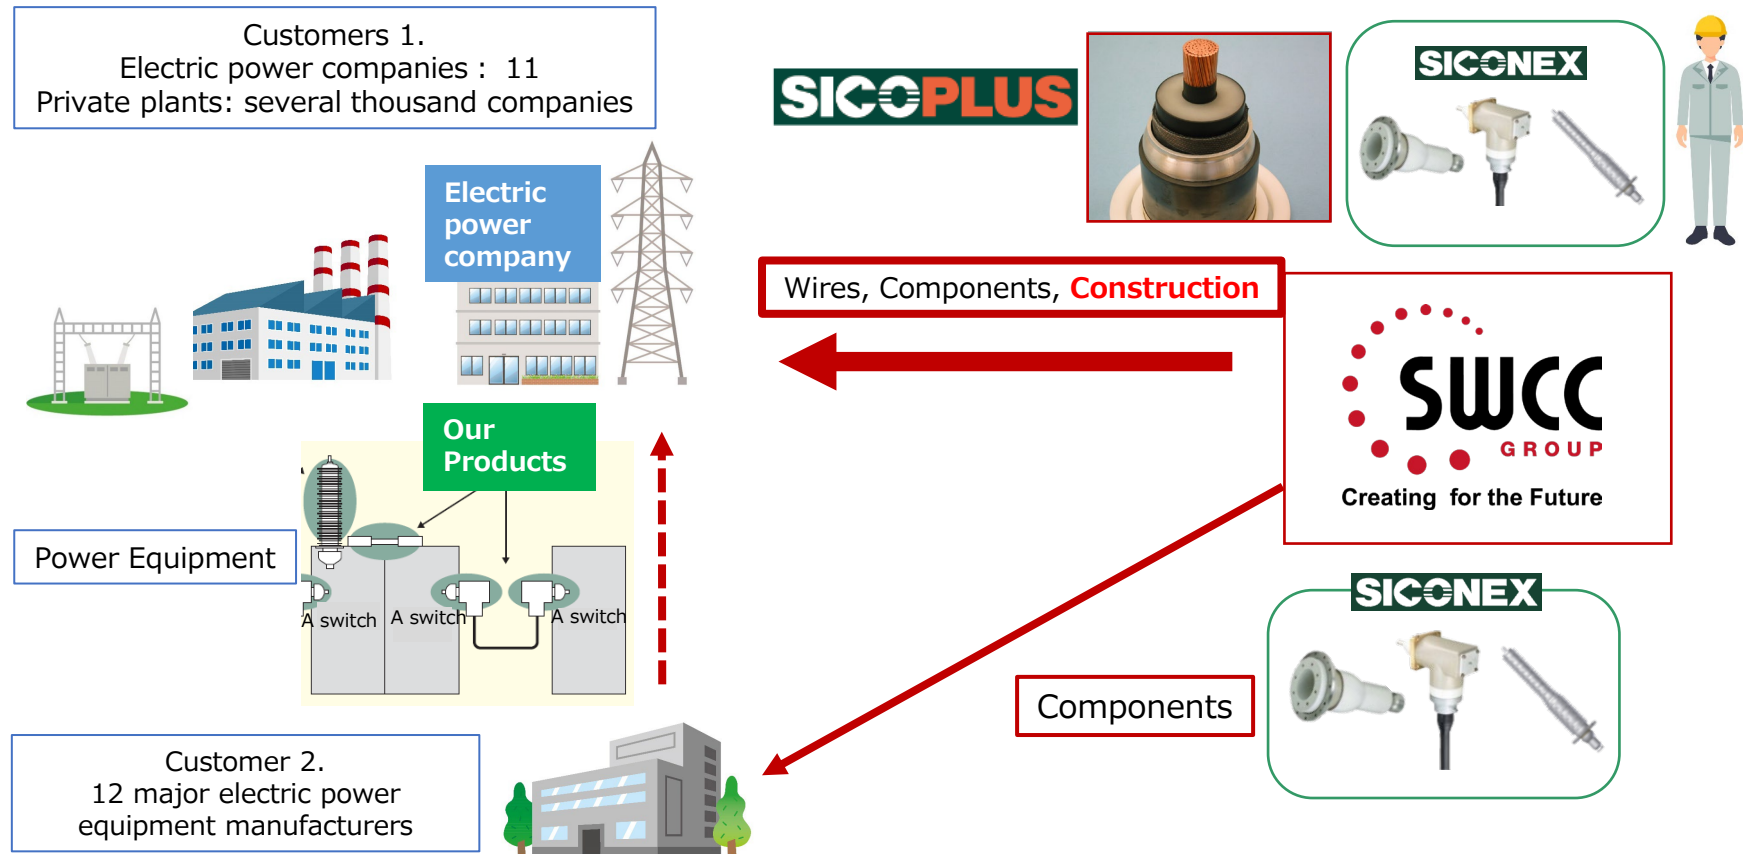 Customers 1.
Electric power companies : 11
Private plants: several thousand companies
SICOPLUS
SICONEX
Electric
power
company
Wires, Components, Construction
SWCC
GROUP
Creating for the Future
Our
Products
Power Equipment
A switch
A switch
A switch
SICONEX
Components
Customer 2.
12 major electric power
equipment manufacturers